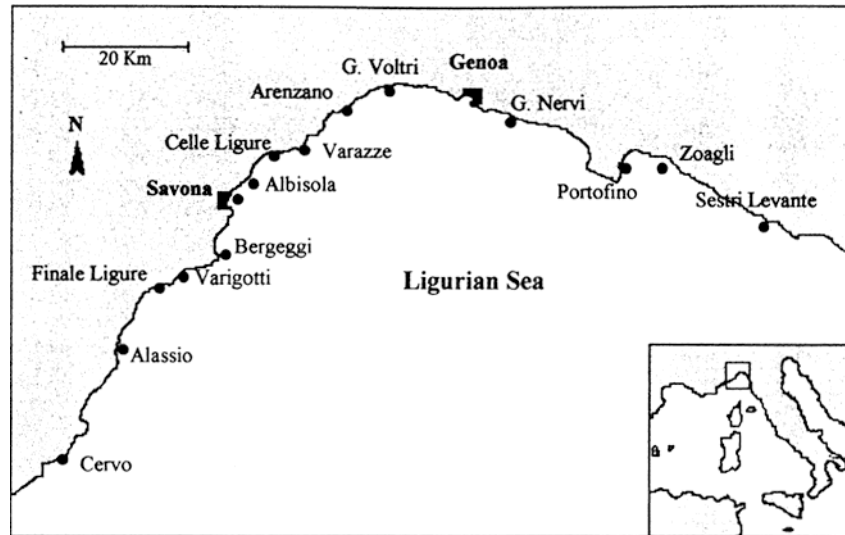 20 Km
N
G. Voltri
Genoa
Arenzano
G. Nervi
Celle Ligure
Varazze
Zoagli
Savona
Albisola
Portofino
Sestri Levante
Bergeggi
Finale Ligure
Varigotti
Ligurian Sea
Alassio
Cervo